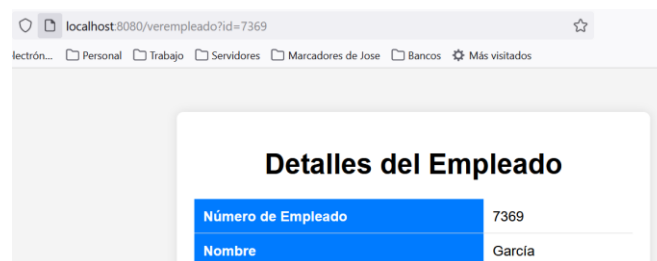 localhost:8080/verempleado?id=7369
lectrón... Personal Trabajo Servidores Marcadores de Jose Bancos Más visitados
Detalles del Empleado
Número de Empleado 7369
Nombre García